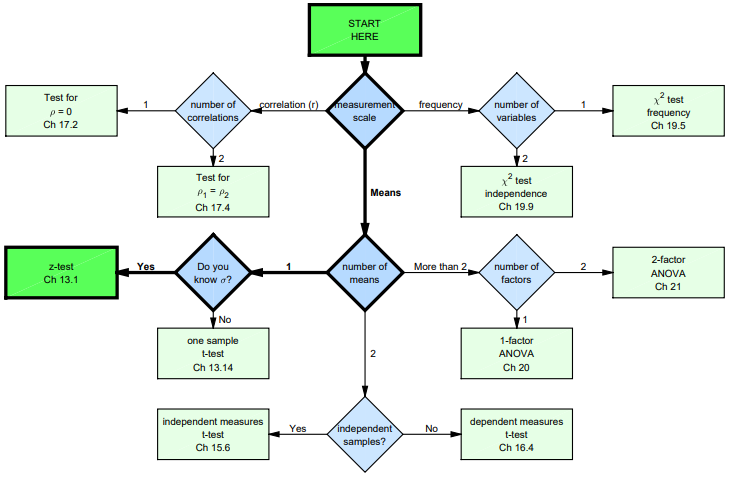 START
HERE
Test for
ρ = 0
Ch 17.2
1
number of
correlations
correlation (r)
measurement
scale
frequency
number of
variables
1
χ² test
frequency
Ch 19.5
2
Test for
ρ₁ = ρ₂
Ch 17.4
Means
2
χ² test
independence
Ch 19.9
z-test
Ch 13.1
Yes
Do you
know σ?
1
number of
means
More than 2
number of
factors
2
2-factor
ANOVA
Ch 21
No
one sample
t-test
Ch 13.14
2
1
1-factor
ANOVA
Ch 20
independent measures
t-test
Ch 15.6
Yes
independent
samples?
No
dependent measures
t-test
Ch 16.4